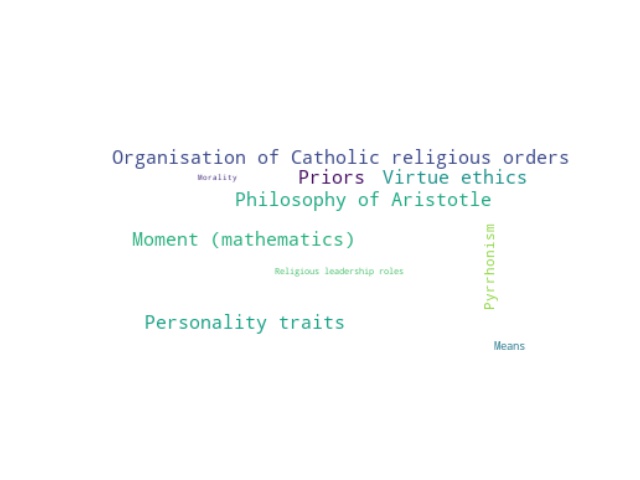 Organisation of Catholic religious orders
Morality Priors Virtue ethics
Philosophy of Aristotle
Moment (mathematics)
Pyrrhonism
Religious leadership roles
Personality traits
Means